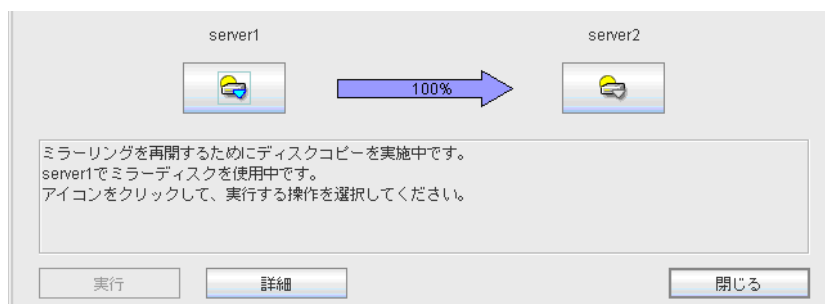 server1
server2
100%
ミラーリングを再開するためにディスクコピーを実施中です。
server1でミラーディスクを使用中です。
アイコンをクリックして、実行する操作を選択してください。
実行
詳細
閉じる